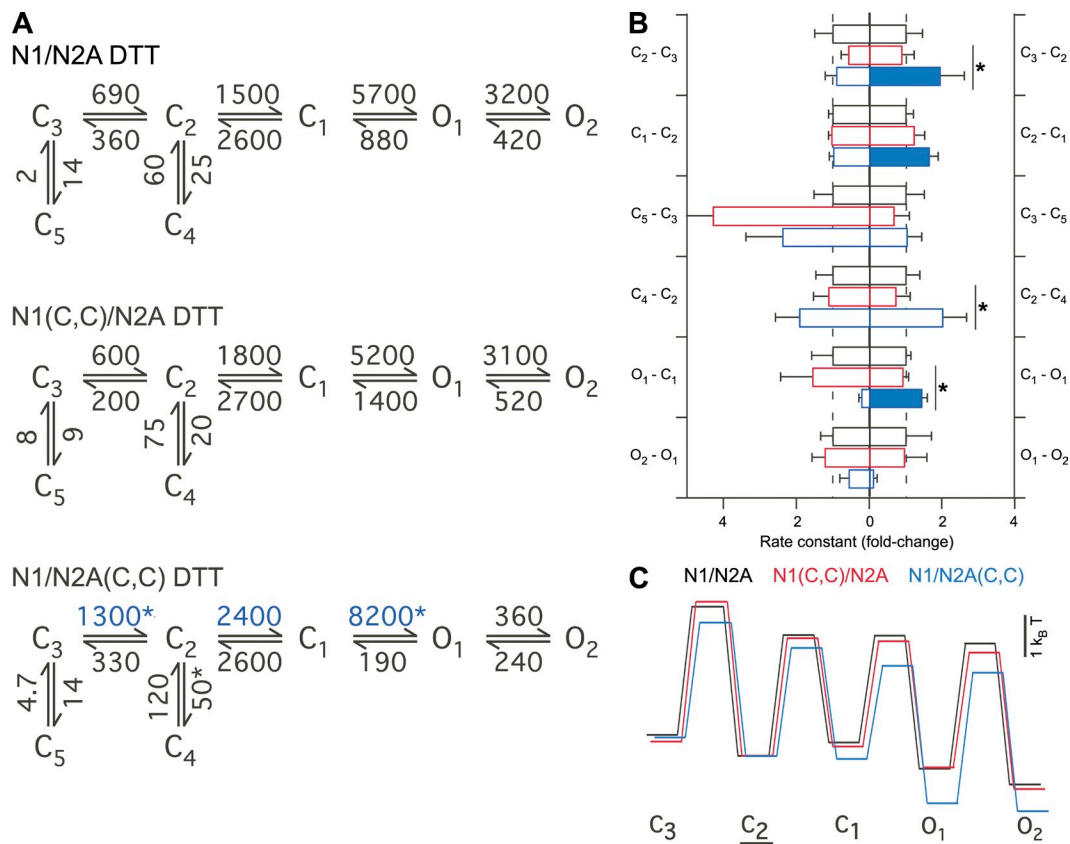 A
N1/N2A DTT
690 1500 5700 3200
C3 C2 C1 O1 O2
360 2600 880 420
2 14 60 25
C5 C4
N1(C,C)/N2A DTT
600 1800 5200 3100
C3 C2 C1 O1 O2
200 2700 1400 520
8 9 75 20
C5 C4
N1/N2A(C,C) DTT
1300* 2400 8200* 360
C3 C2 C1 O1 O2
330 2600 190 240
4.7 14 120 50*
C5 C4
B
C2 - C3 C3 - C2
*
C1 - C2 C2 - C1
C5 - C3 C3 - C5
C4 - C2 C2 - C4
*
O1 - C1 C1 - O1
*
O2 - O1 O1 - O2
4 2 0 2 4
Rate constant (fold-change)
C
N1/N2A N1(C,C)/N2A N1/N2A(C,C)
1 kB T
C3 C2 C1 O1 O2